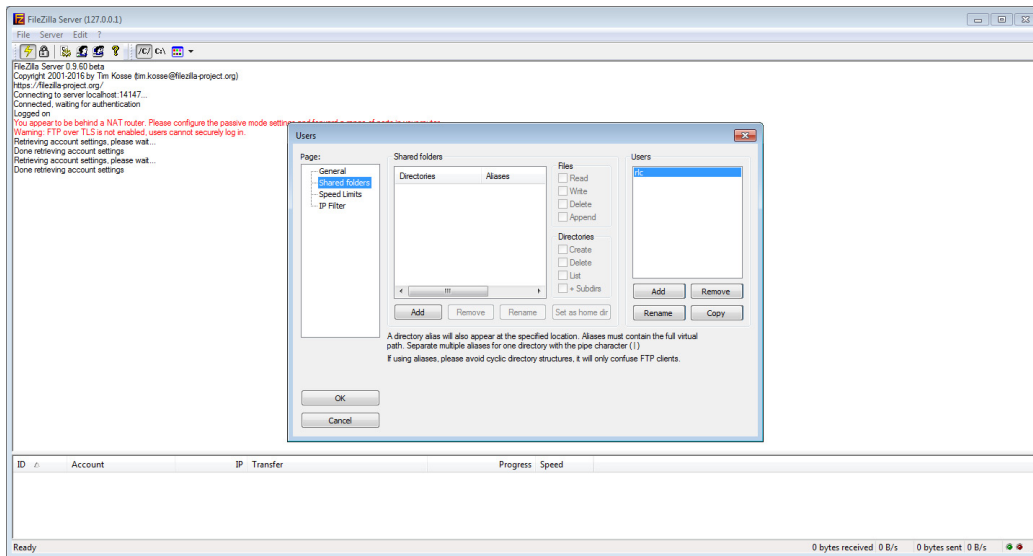 FileZilla Server (127.0.0.1)
File Server Edit ?
/C/ C:\
FileZilla Server 0.9.60 beta
Copyright 2001-2016 by Tim Kosse (tim.kosse@filezilla-project.org)
https://filezilla-project.org/
Connecting to server localhost:14147...
Connected, waiting for authentication
Logged on
You appear to be behind a NAT router. Please configure the passive mode settings and forward a range of ports in your router.
Warning: FTP over TLS is not enabled, users cannot securely log in.
Retrieving account settings, please wait...
Done retrieving account settings
Retrieving account settings, please wait...
Done retrieving account settings
Users
Page:
General
Shared folders
Speed Limits
IP Filter
Shared folders
Directories Aliases
Files
Read
Write
Delete
Append
Directories
Create
Delete
List
+ Subdirs
Add Remove Rename Set as home dir
Users
rlc
Add Remove
Rename Copy
A directory alias will also appear at the specified location. Aliases must contain the full virtual
path. Separate multiple aliases for one directory with the pipe character ( | )
If using aliases, please avoid cyclic directory structures, it will only confuse FTP clients.
OK
Cancel
ID Account IP Transfer Progress Speed
Ready 0 bytes received 0 B/s 0 bytes sent 0 B/s